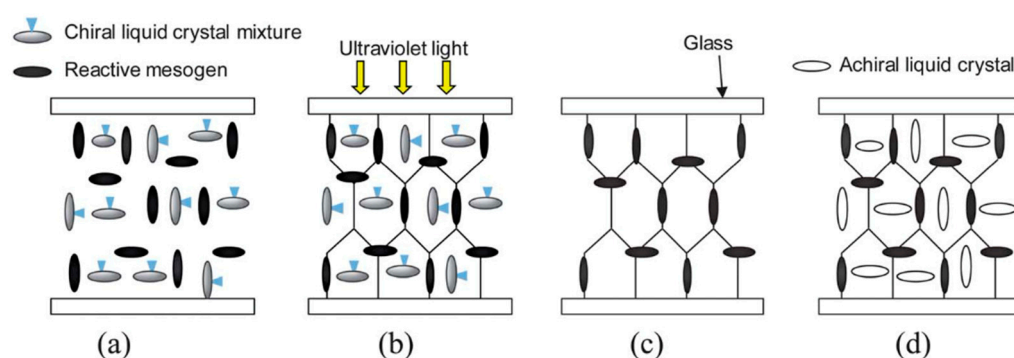 Chiral liquid crystal mixture
Reactive mesogen
Ultraviolet light
Glass
Achiral liquid crystal
(a)
(b)
(c)
(d)